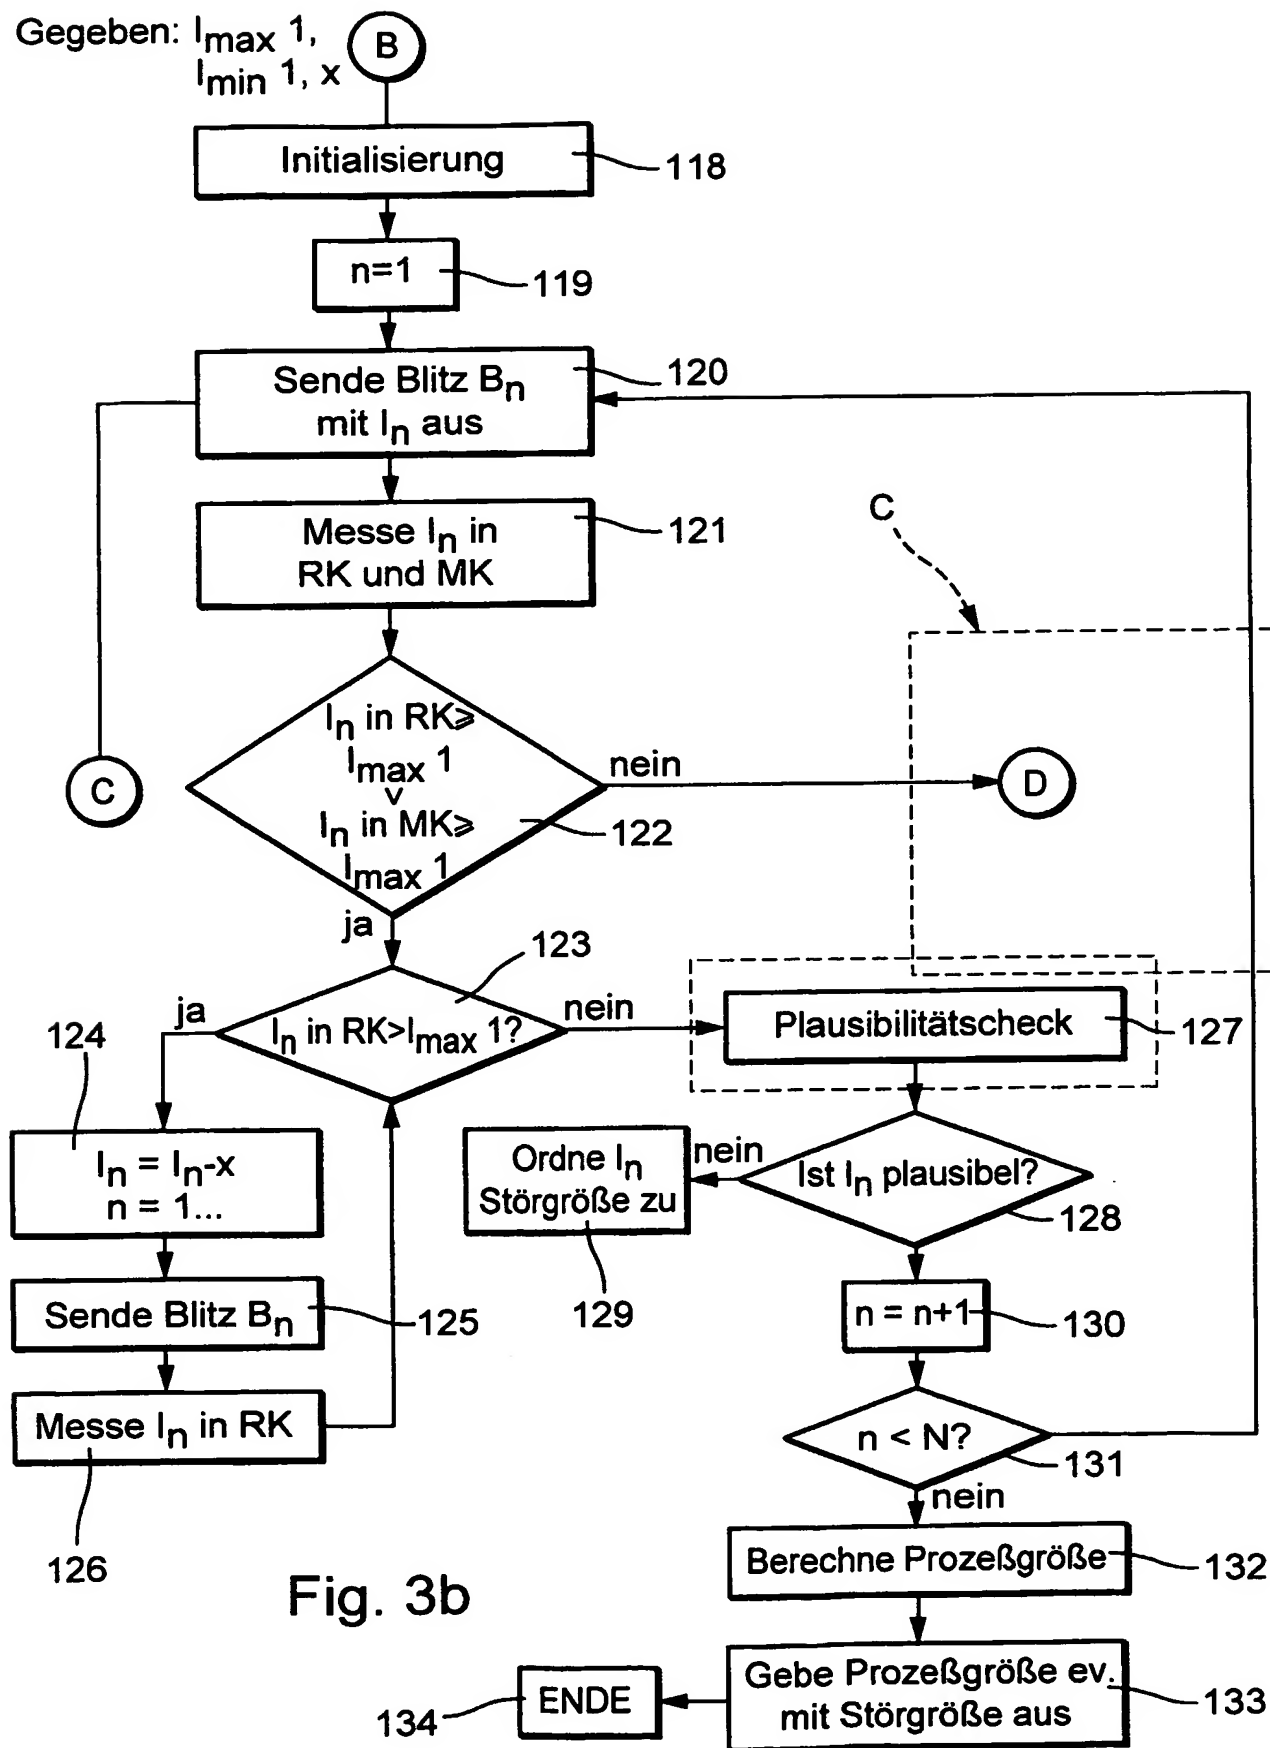 Gegeben: Imax 1,
Imin 1, x
B
Initialisierung
118
n=1
119
Sende Blitz Bn
mit In aus
120
Messe In in
RK und MK
121
C
In in RK⩾
Imax 1
v
In in MK⩾
Imax 1
122
nein
D
C
ja
123
In in RK>Imax 1?
ja
nein
Plausibilitätscheck
127
124
In = In-x
n = 1...
Ordne In
Störgröße zu
nein
Ist In plausibel?
128
129
Sende Blitz Bn
125
n = n+1
130
Messe In in RK
126
n < N?
131
nein
Berechne Prozeßgröße
132
Fig. 3b
Gebe Prozeßgröße ev.
mit Störgröße aus
133
ENDE
134